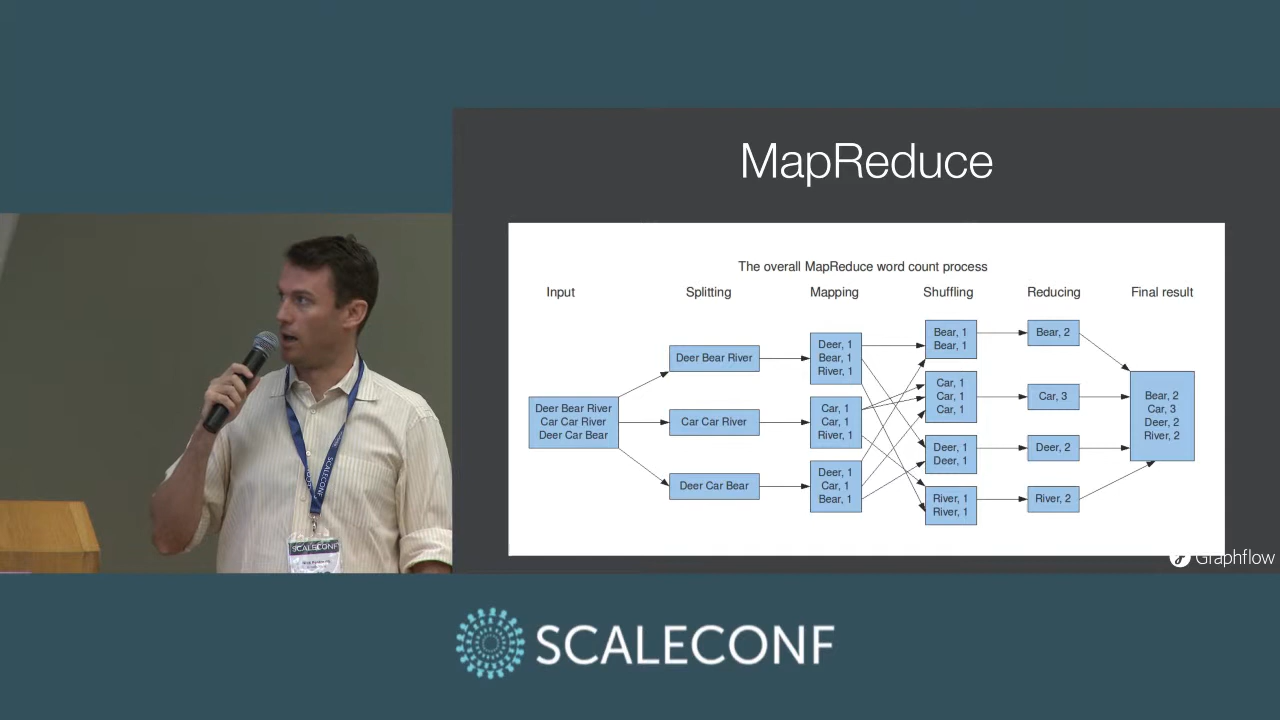 MapReduce
The overall MapReduce word count process
Input
Splitting
Mapping
Shuffling
Reducing
Final result
Deer Bear River
Car Car River
Deer Car Bear
Deer Bear River
Car Car River
Deer Car Bear
Deer, 1
Bear, 1
River, 1
Car, 1
Car, 1
River, 1
Deer, 1
Car, 1
Bear, 1
Bear, 1
Bear, 1
Car, 1
Car, 1
Car, 1
Deer, 1
Deer, 1
River, 1
River, 1
Bear, 2
Car, 3
Deer, 2
River, 2
Bear, 2
Car, 3
Deer, 2
River, 2
Graphflow
SCALECONF
SCALECONF
SCALECONF